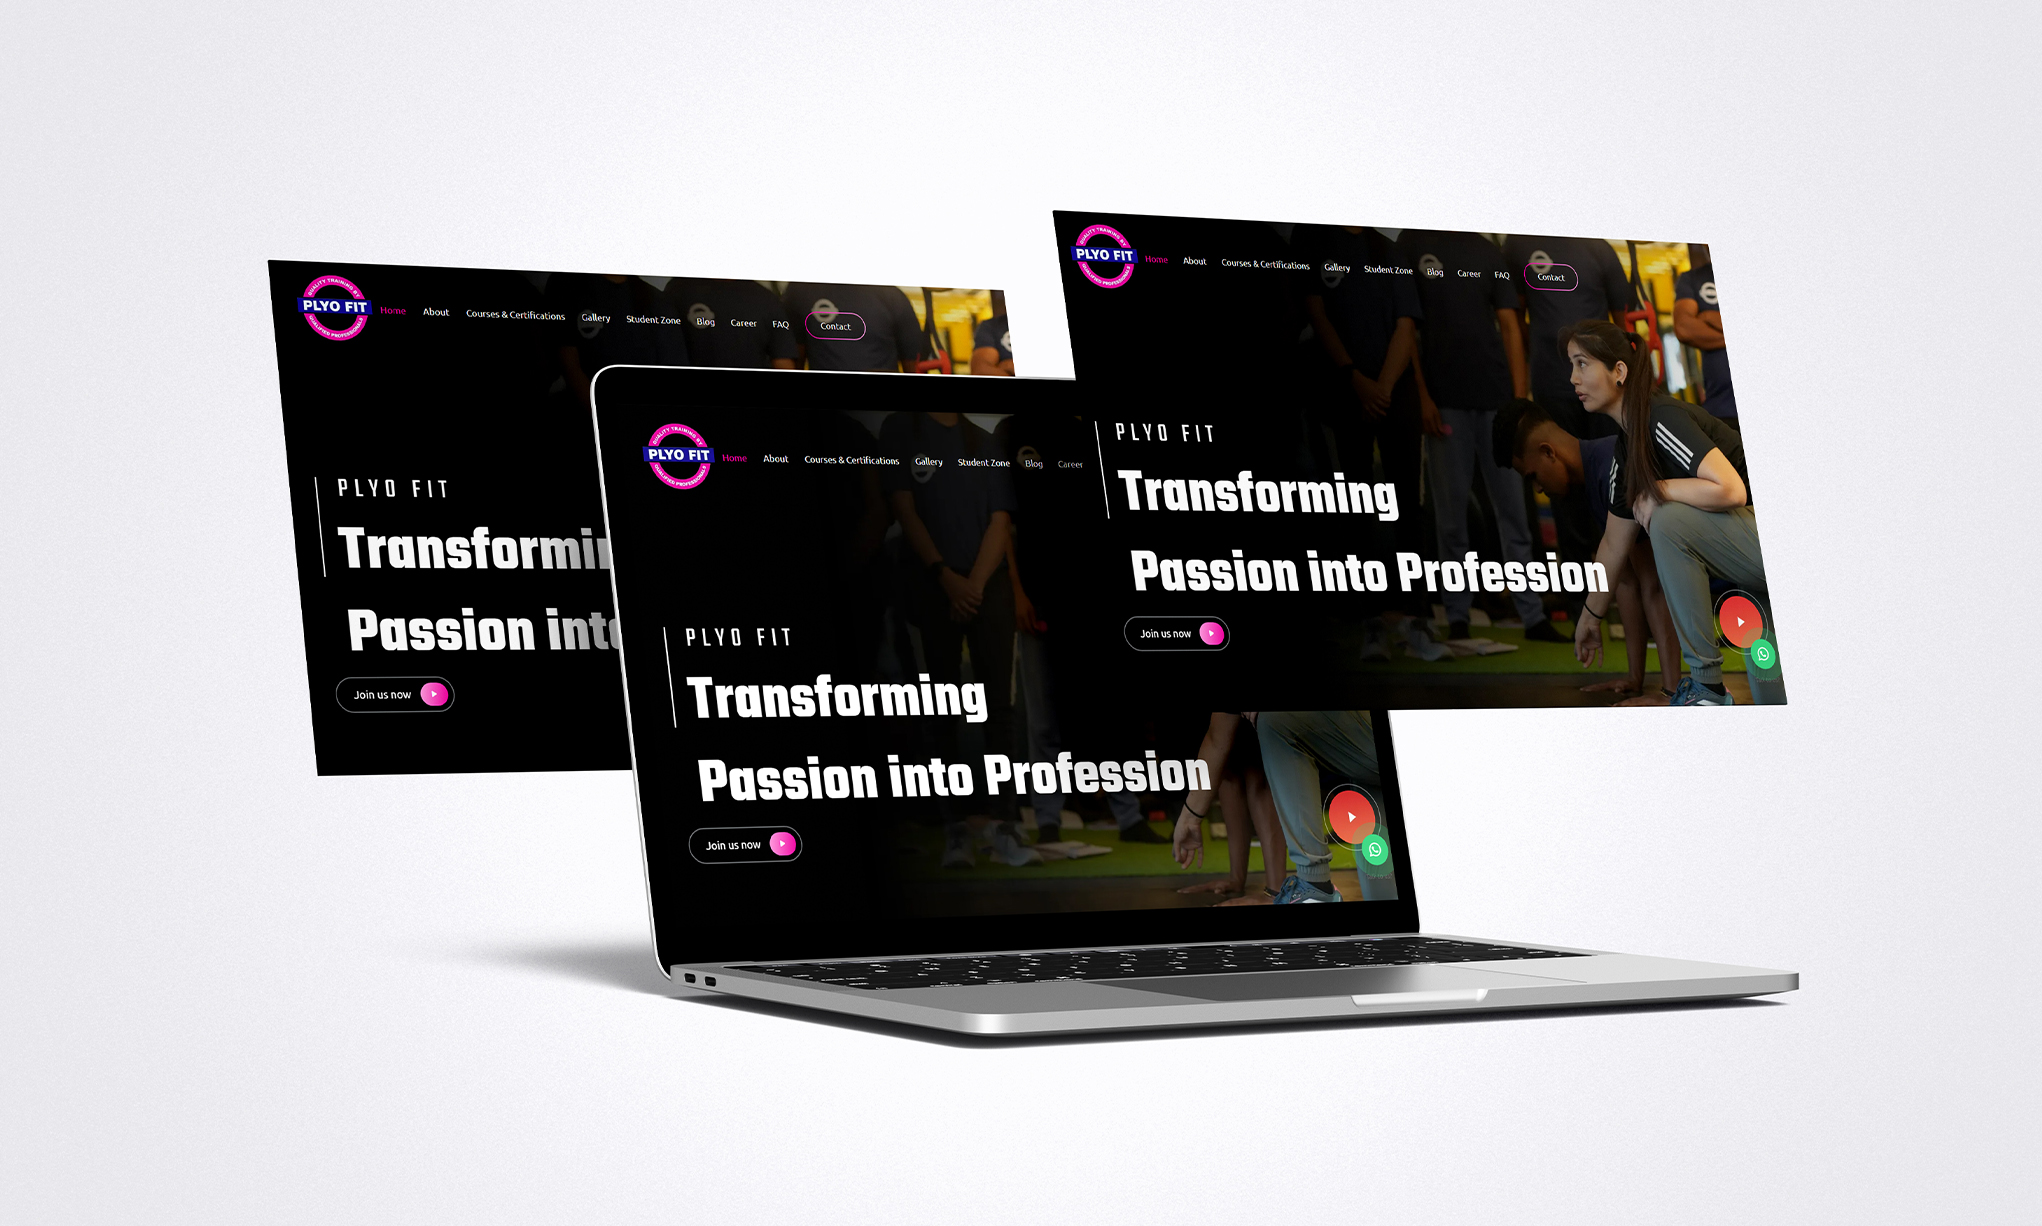 QUALITY TRAINING BY
PLYO FIT
QUALIFIED PROFESSIONALS
Home About Courses & Certifications Gallery Student Zone Blog Career FAQ Contact
PLYO FIT
Transformin
Passion into
Join us now
QUALITY TRAINING BY
PLYO FIT
QUALIFIED PROFESSIONALS
Home About Courses & Certifications Gallery Student Zone Blog Career
PLYO FIT
Transforming
Passion into Profession
Join us now
QUALITY TRAINING BY
PLYO FIT
QUALIFIED PROFESSIONALS
Home About Courses & Certifications Gallery Student Zone Blog Career FAQ Contact
PLYO FIT
Transforming
Passion into Profession
Join us now